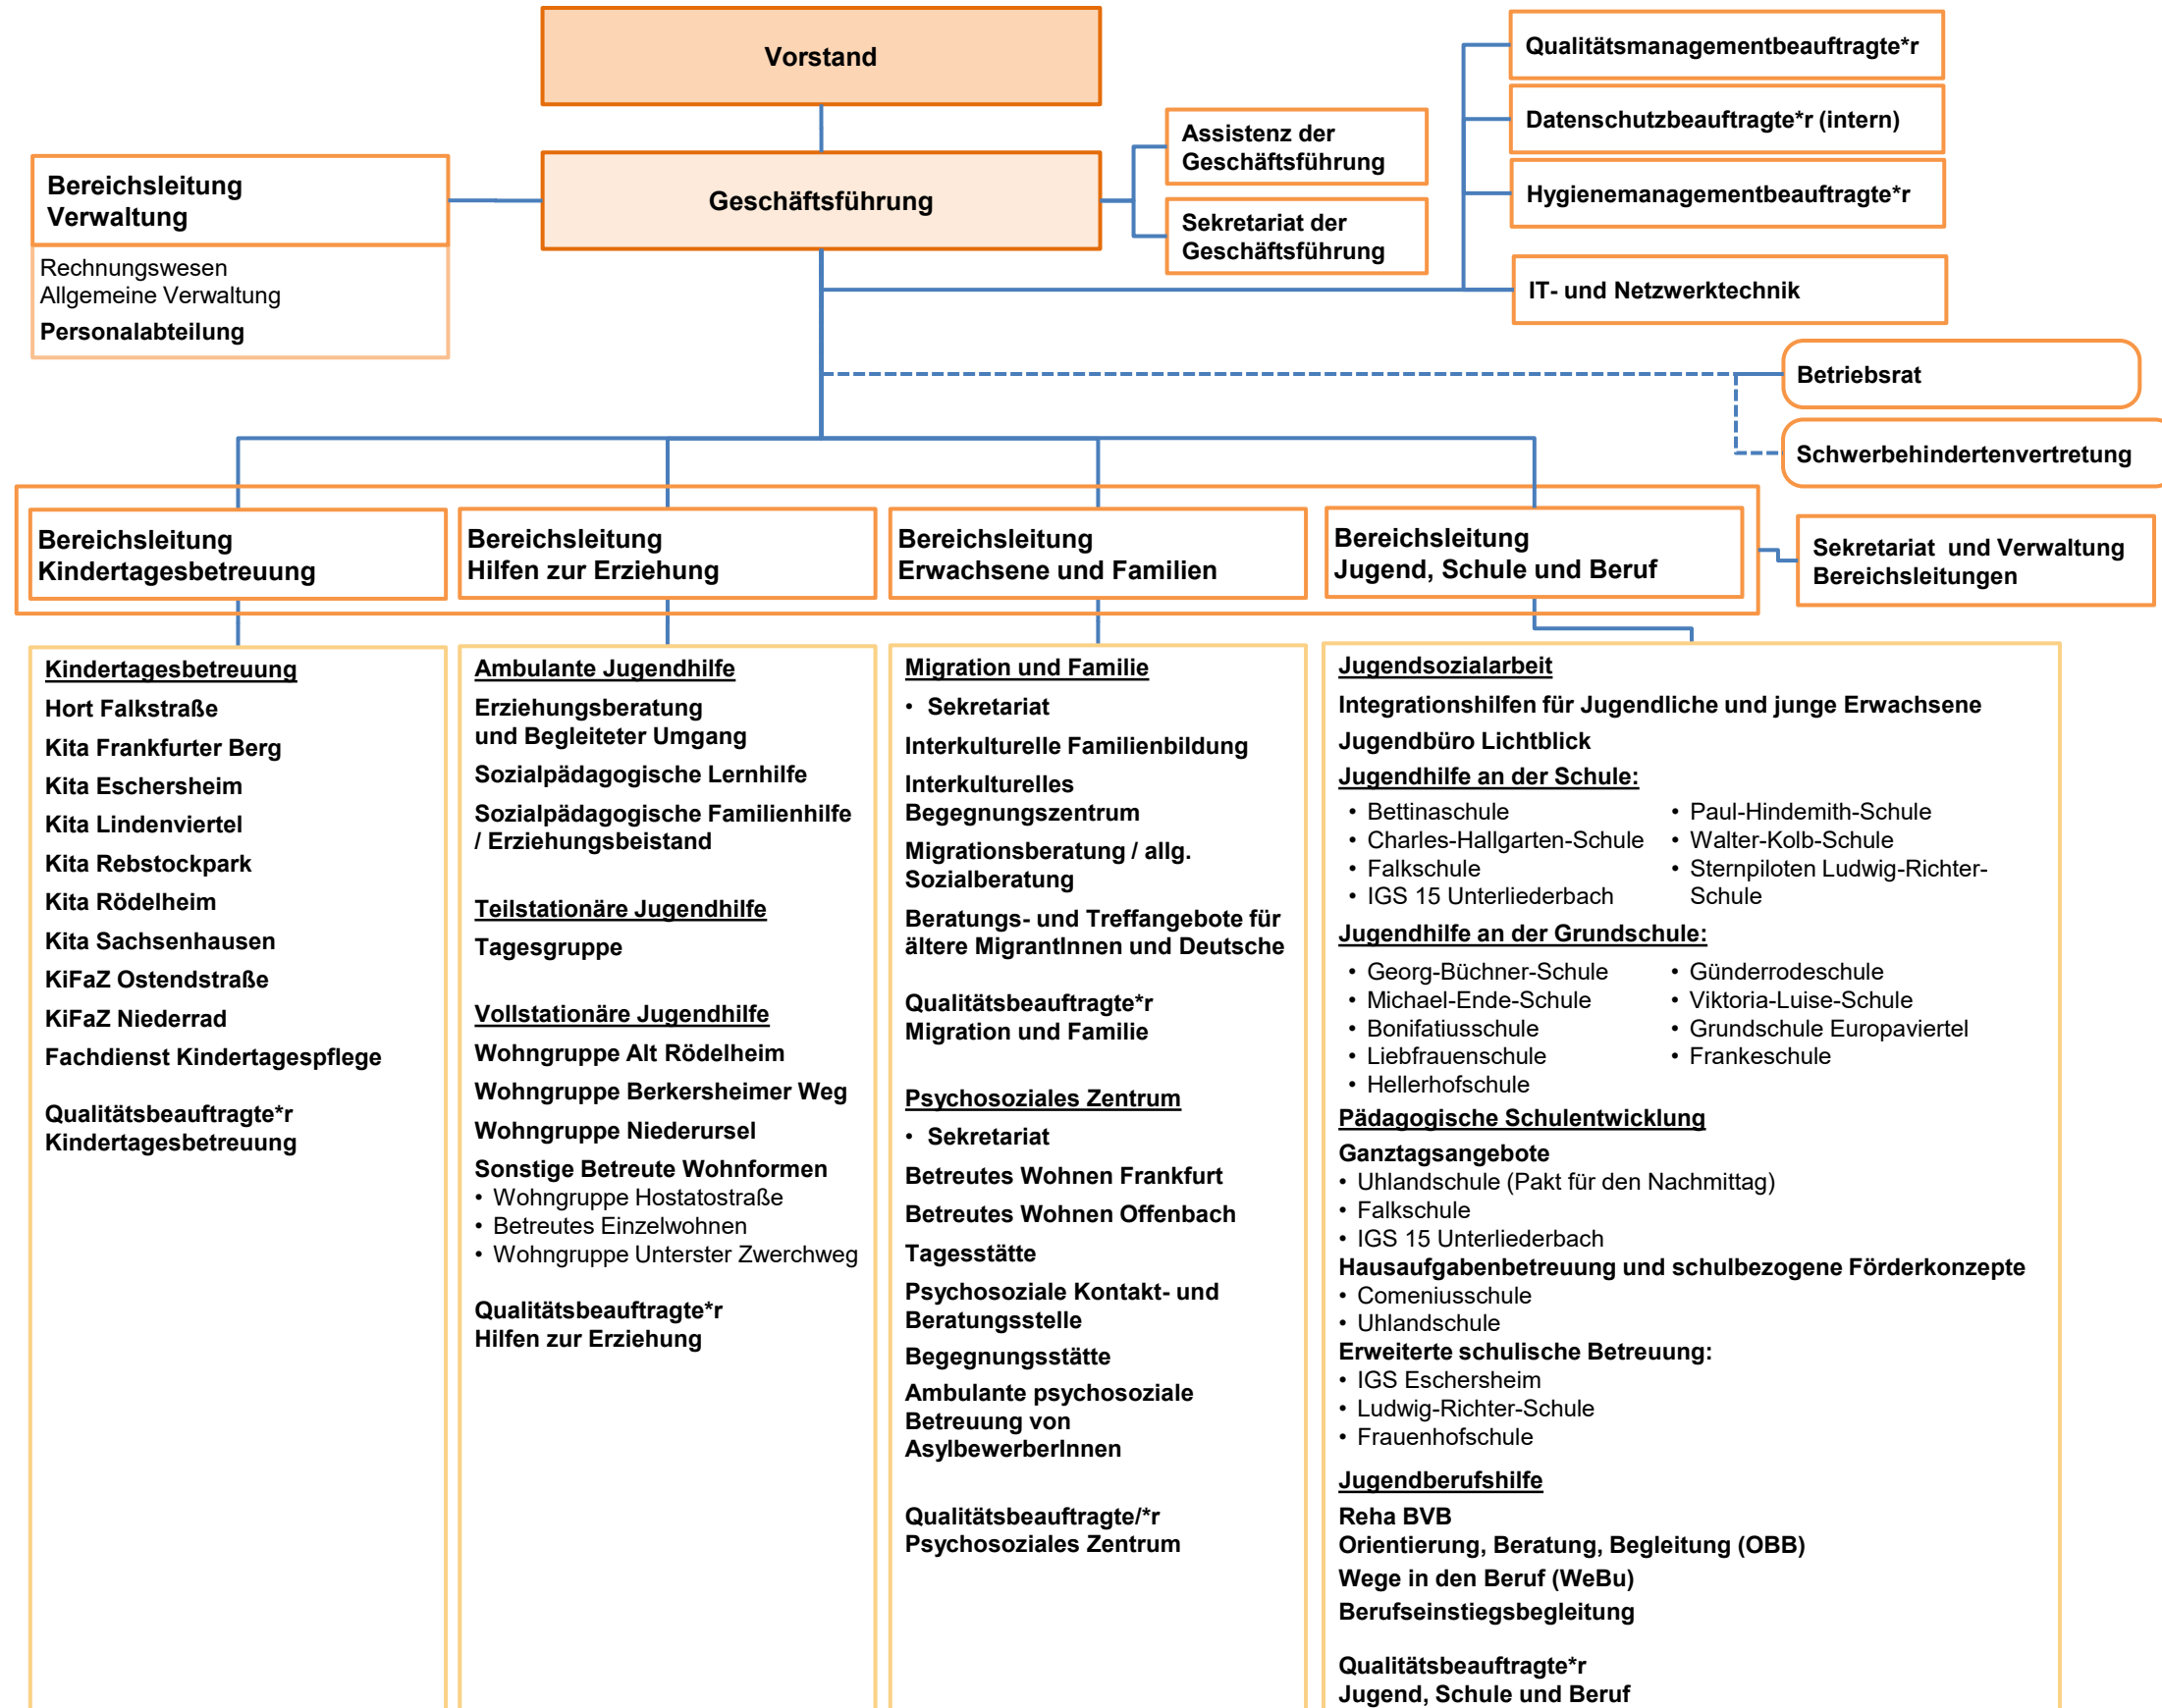 Vorstand
Geschäftsführung
Bereichsleitung
Verwaltung
Rechnungswesen
Allgemeine Verwaltung
Personalabteilung
Assistenz der
Geschäftsführung
Sekretariat der
Geschäftsführung
Qualitätsmanagementbeauftragte*r
Datenschutzbeauftragte*r (intern)
Hygienemanagementbeauftragte*r
IT- und Netzwerktechnik
Betriebsrat
Schwerbehindertenvertretung
Bereichsleitung
Kindertagesbetreuung
Bereichsleitung
Hilfen zur Erziehung
Bereichsleitung
Erwachsene und Familien
Bereichsleitung
Jugend, Schule und Beruf
Sekretariat und Verwaltung
Bereichsleitungen
Kindertagesbetreuung
Hort Falkstraße
Kita Frankfurter Berg
Kita Eschersheim
Kita Lindenviertel
Kita Rebstockpark
Kita Rödelheim
Kita Sachsenhausen
KiFaZ Ostendstraße
KiFaZ Niederrad
Fachdienst Kindertagespflege
Qualitätsbeauftragte*r
Kindertagesbetreuung
Ambulante Jugendhilfe
Erziehungsberatung
und Begleiteter Umgang
Sozialpädagogische Lernhilfe
Sozialpädagogische Familienhilfe
/ Erziehungsbeistand
Teilstationäre Jugendhilfe
Tagesgruppe
Vollstationäre Jugendhilfe
Wohngruppe Alt Rödelheim
Wohngruppe Berkersheimer Weg
Wohngruppe Niederursel
Sonstige Betreute Wohnformen
• Wohngruppe Hostatostraße
• Betreutes Einzelwohnen
• Wohngruppe Unterster Zwerchweg
Qualitätsbeauftragte*r
Hilfen zur Erziehung
Migration und Familie
• Sekretariat
Interkulturelle Familienbildung
Interkulturelles
Begegnungszentrum
Migrationsberatung / allg.
Sozialberatung
Beratungs- und Treffangebote für
ältere MigrantInnen und Deutsche
Qualitätsbeauftragte*r
Migration und Familie
Psychosoziales Zentrum
• Sekretariat
Betreutes Wohnen Frankfurt
Betreutes Wohnen Offenbach
Tagesstätte
Psychosoziale Kontakt- und
Beratungsstelle
Begegnungsstätte
Ambulante psychosoziale
Betreuung von
AsylbewerberInnen
Qualitätsbeauftragte/*r
Psychosoziales Zentrum
Jugendsozialarbeit
Integrationshilfen für Jugendliche und junge Erwachsene
Jugendbüro Lichtblick
Jugendhilfe an der Schule:
• Bettinaschule
• Charles-Hallgarten-Schule
• Falkschule
• IGS 15 Unterliederbach
• Paul-Hindemith-Schule
• Walter-Kolb-Schule
• Sternpiloten Ludwig-Richter-
Schule
Jugendhilfe an der Grundschule:
• Georg-Büchner-Schule
• Michael-Ende-Schule
• Bonifatiusschule
• Liebfrauenschule
• Hellerhofschule
• Günderrodeschule
• Viktoria-Luise-Schule
• Grundschule Europaviertel
• Frankeschule
Pädagogische Schulentwicklung
Ganztagsangebote
• Uhlandschule (Pakt für den Nachmittag)
• Falkschule
• IGS 15 Unterliederbach
Hausaufgabenbetreuung und schulbezogene Förderkonzepte
• Comeniusschule
• Uhlandschule
Erweiterte schulische Betreuung:
• IGS Eschersheim
• Ludwig-Richter-Schule
• Frauenhofschule
Jugendberufshilfe
Reha BVB
Orientierung, Beratung, Begleitung (OBB)
Wege in den Beruf (WeBu)
Berufseinstiegsbegleitung
Qualitätsbeauftragte*r
Jugend, Schule und Beruf